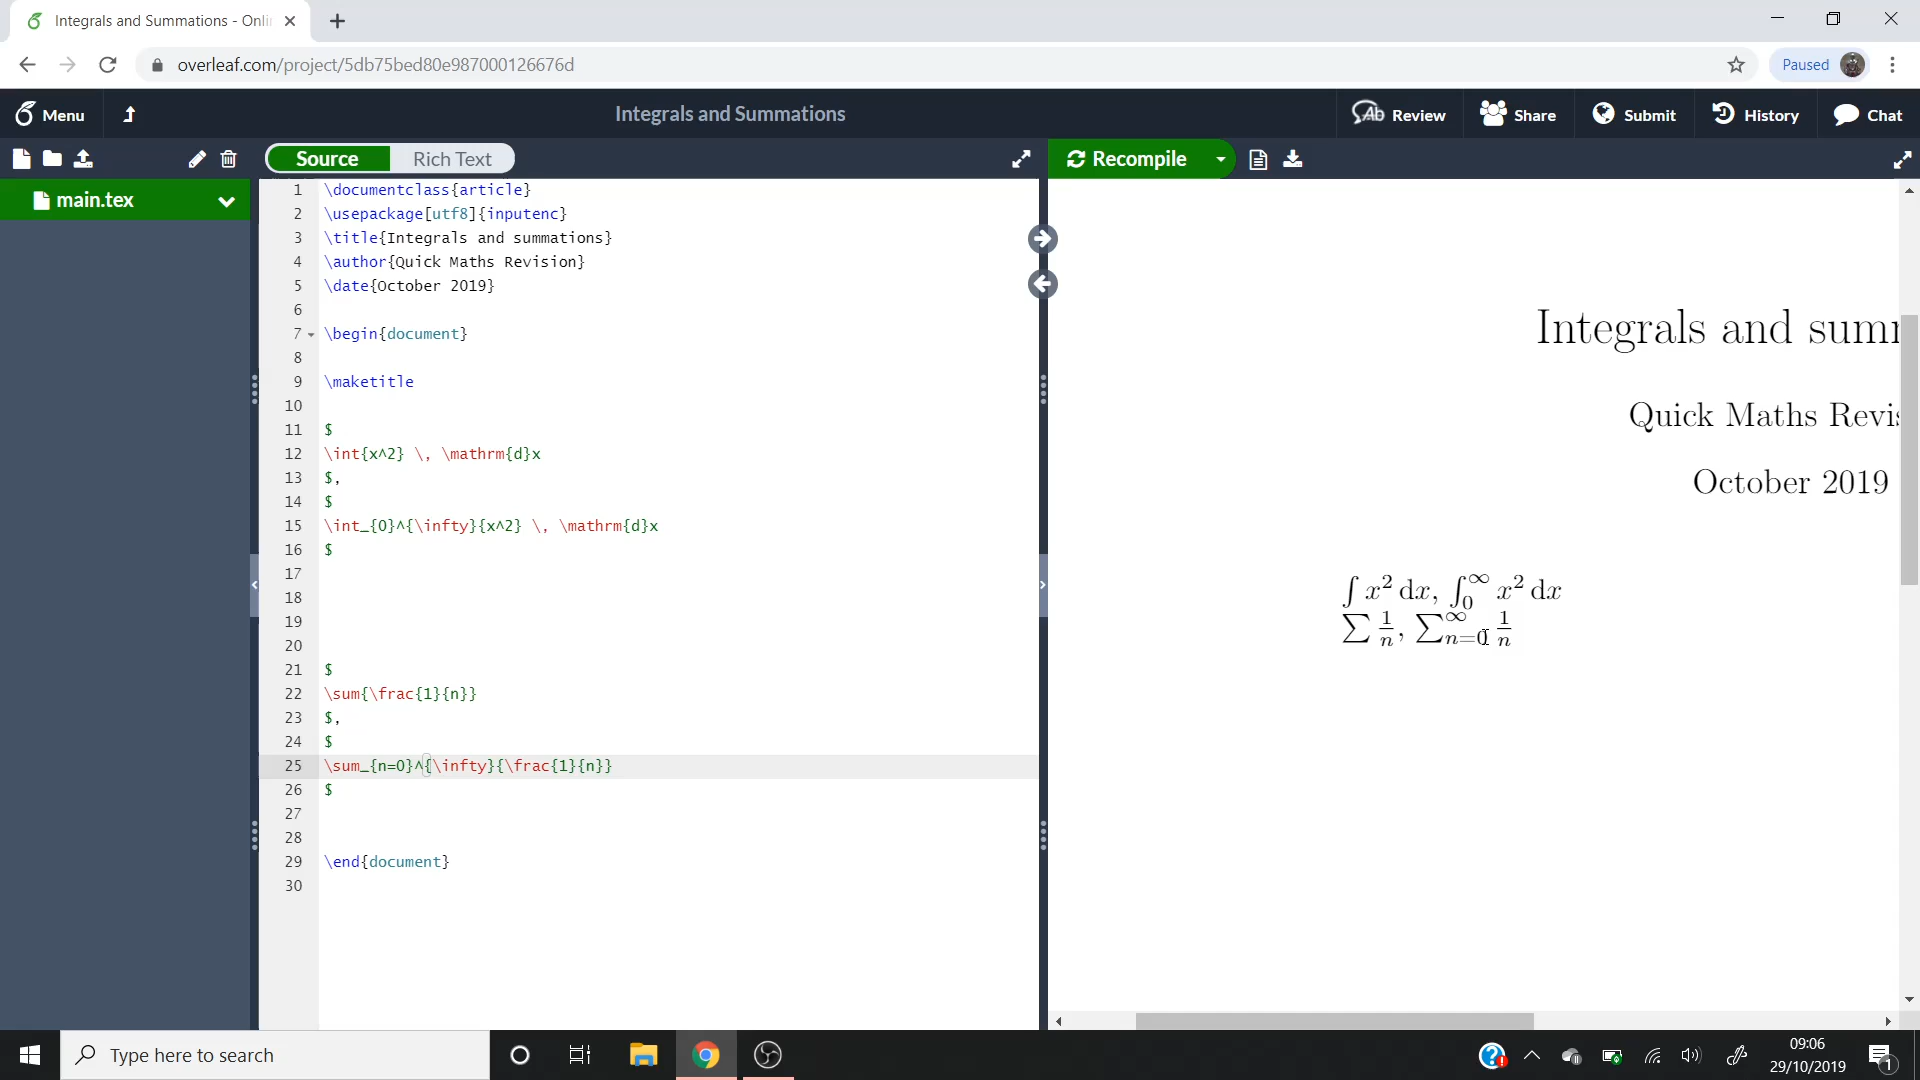 Integrals and Summations - Onli
overleaf.com/project/5db75bed80e9870001266​76d
Paused
Menu
Integrals and Summations
Review
Share
Submit
History
Chat
Source
Rich Text
Recompile
main.tex
1 \documentclass{article}
2 \usepackage[utf8]{inputenc}
3 \title{Integrals and summations}
4 \author{Quick Maths Revision}
5 \date{October 2019}
6
7 \begin{document}
8
9 \maketitle
10
11 $
12 \int{x^2} \, \mathrm{d}x
13 $,
14 $
15 \int_{0}^{\infty}{x^2} \, \mathrm{d}x
16 $
17
18
19
20
21 $
22 \sum{\frac{1}{n}}
23 $,
24 $
25 \sum_{n=0}^{\infty}{\frac{1}{n}}
26 $
27
28
29 \end{document}
30
Integrals and summ
Quick Maths Revis
October 2019
∫ x² dx, ∫₀^∞ x² dx
∑ 1/n, ∑_{n=0}^∞ 1/n
Type here to search
09:06
29/10/2019
1